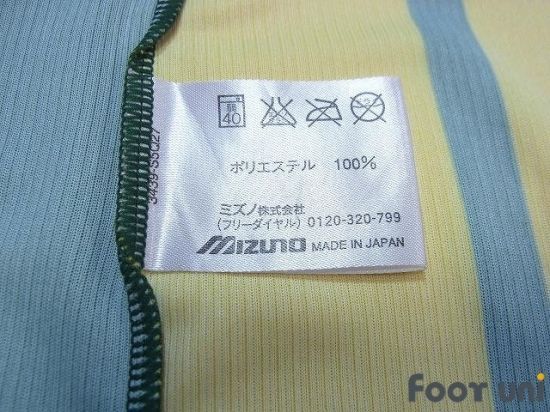 40
ポリエステル 100%
ミズノ株式会社
(フリーダイヤル) 0120-320-799
MIZUNO MADE IN JAPAN
FOOT UNI